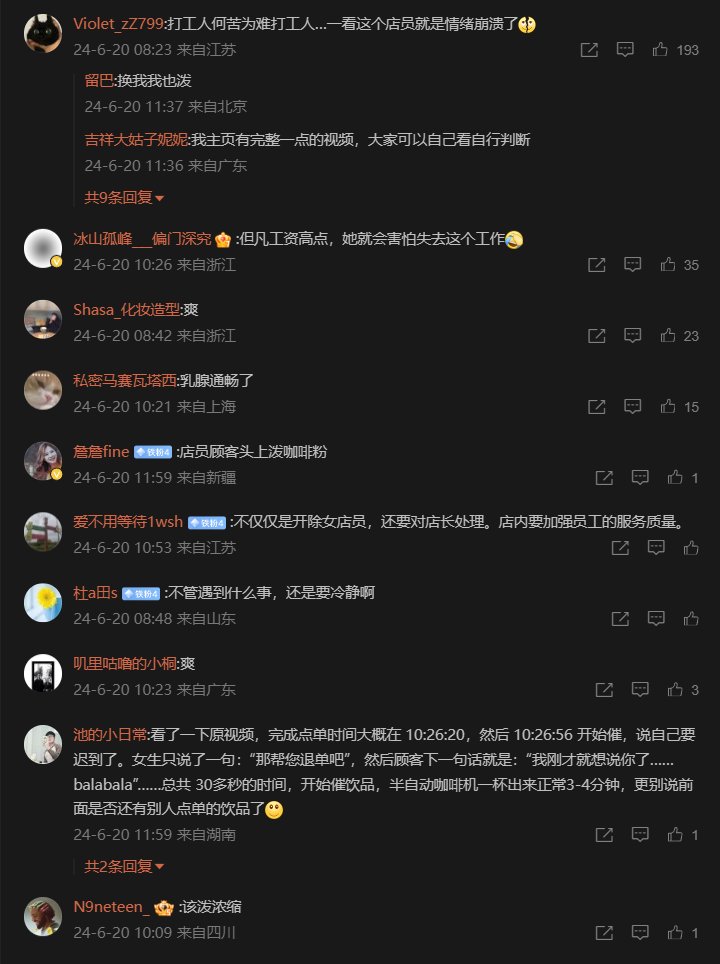 Violet_zZ799:打工人何苦为难打工人...一看这个店员就是情绪崩溃了
24-6-20 08:23 来自江苏
193
留巴:换我我也泼
24-6-20 11:37 来自北京
吉祥大姑子妮妮:我主页有完整一点的视频，大家可以自己看自行判断
24-6-20 11:36 来自广东
共9条回复
冰山孤峰___偏门深究:但凡工资高点，她就会害怕失去这个工作
24-6-20 10:26 来自浙江
35
Shasa_化妆造型:爽
24-6-20 08:42 来自浙江
23
私密马赛瓦塔西:乳腺通畅了
24-6-20 10:21 来自上海
15
詹詹fine 铁粉4 :店员顾客头上泼咖啡粉
24-6-20 11:59 来自新疆
1
爱不用等待1wsh 铁粉4 :不仅仅是开除女店员，还要对店长处理。店内要加强员工的服务质量。
24-6-20 10:53 来自江苏
杜a田s 铁粉4 :不管遇到什么事，还是要冷静啊
24-6-20 08:48 来自山东
叽里咕噜的小桐:爽
24-6-20 10:23 来自广东
3
池的小日常:看了一下原视频，完成点单时间大概在 10:26:20，然后 10:26:56 开始催，说自己要
迟到了。女生只说了一句：“那帮您退单吧”，然后顾客下一句话就是：“我刚才就想说你了......
balabala”......总共 30多秒的时间，开始催饮品，半自动咖啡机一杯出来正常3-4分钟，更别说前
面是否还有别人点单的饮品了
24-6-20 11:59 来自湖南
1
共2条回复
N9neteen_ :该泼浓缩
24-6-20 10:09 来自四川
1